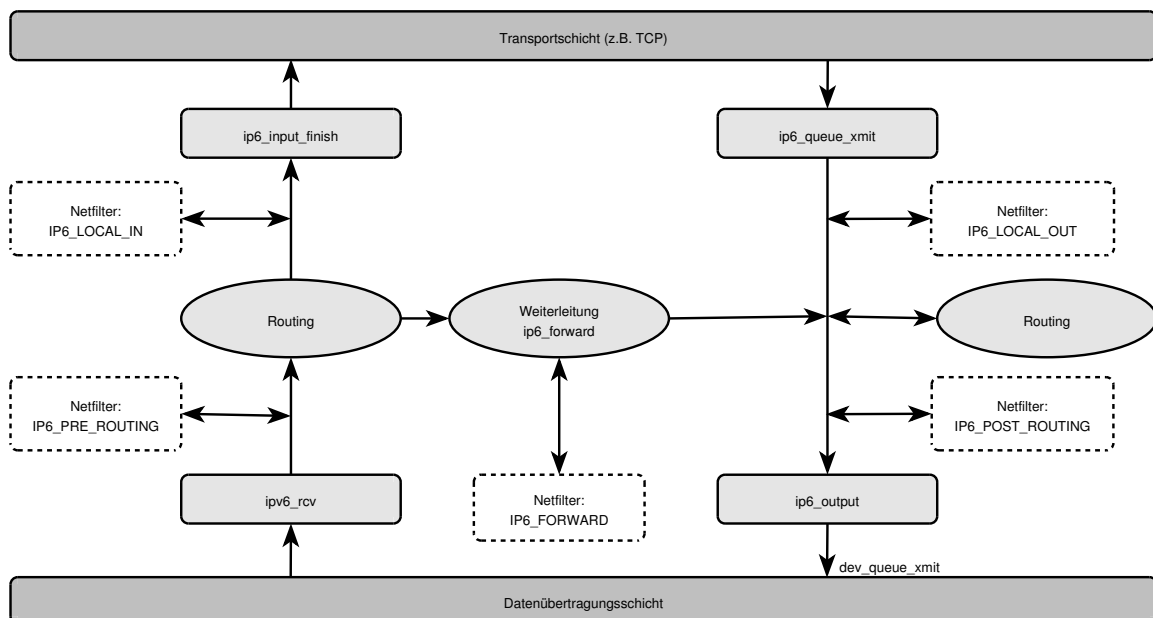 Transportschicht (z.B. TCP)
ip6_input_finish
ip6_queue_xmit
Netfilter:
IP6_LOCAL_IN
Netfilter:
IP6_LOCAL_OUT
Routing
Weiterleitung
ip6_forward
Routing
Netfilter:
IP6_PRE_ROUTING
Netfilter:
IP6_POST_ROUTING
ipv6_rcv
Netfilter:
IP6_FORWARD
ip6_output
dev_queue_xmit
Datenübertragungsschicht